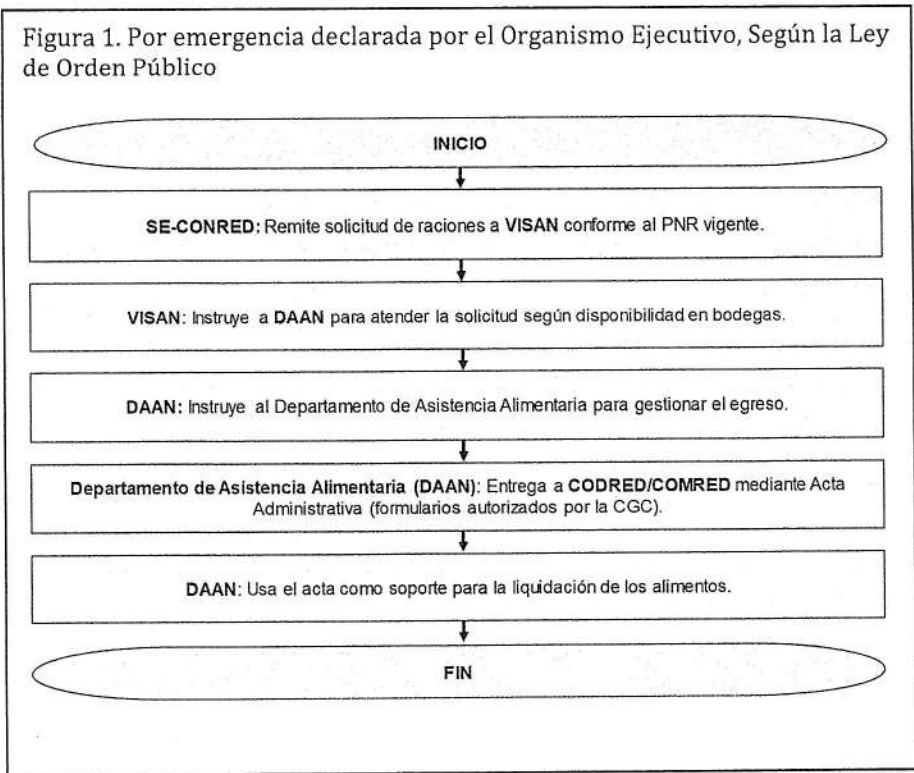 Figura 1. Por emergencia declarada por el Organismo Ejecutivo, Según la Ley
de Orden Público
INICIO
SE-CONRED: Remite solicitud de raciones a VISAN conforme al PNR vigente.
VISAN: Instruye a DAAN para atender la solicitud según disponibilidad en bodegas.
DAAN: Instruye al Departamento de Asistencia Alimentaria para gestionar el egreso.
Departamento de Asistencia Alimentaria (DAAN): Entrega a CODRED/COMRED mediante Acta
Administrativa (formularios autorizados por la CGC).
DAAN: Usa el acta como soporte para la liquidación de los alimentos.
FIN